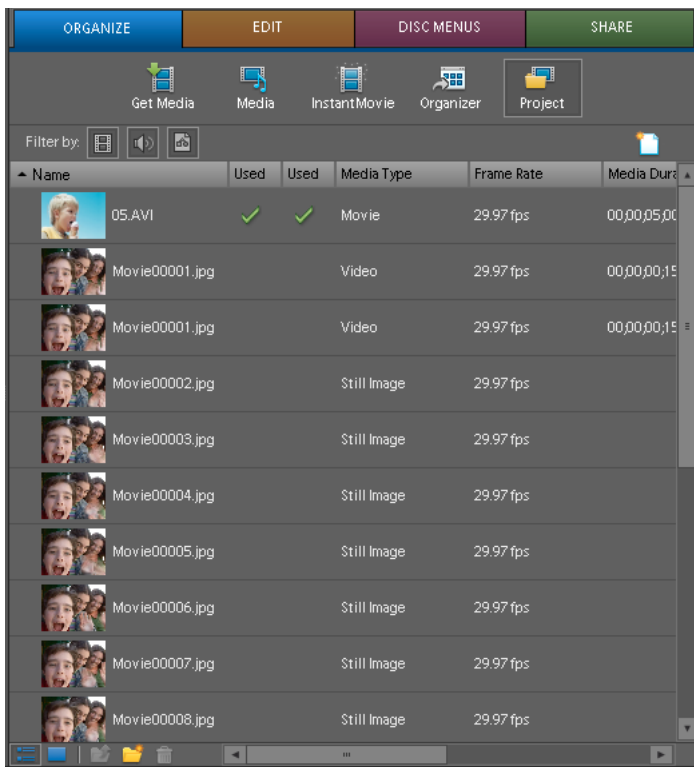 ORGANIZE EDIT DISC MENUS SHARE
Get Media Media InstantMovie Organizer Project
Filter by:
Name Used Used Media Type Frame Rate Media Dura
05.AVI Movie 29.97 fps 00;00;05;00
Movie00001.jpg Video 29.97 fps 00;00;00;15
Movie00001.jpg Video 29.97 fps 00;00;00;15
Movie00002.jpg Still Image 29.97 fps
Movie00003.jpg Still Image 29.97 fps
Movie00004.jpg Still Image 29.97 fps
Movie00005.jpg Still Image 29.97 fps
Movie00006.jpg Still Image 29.97 fps
Movie00007.jpg Still Image 29.97 fps
Movie00008.jpg Still Image 29.97 fps